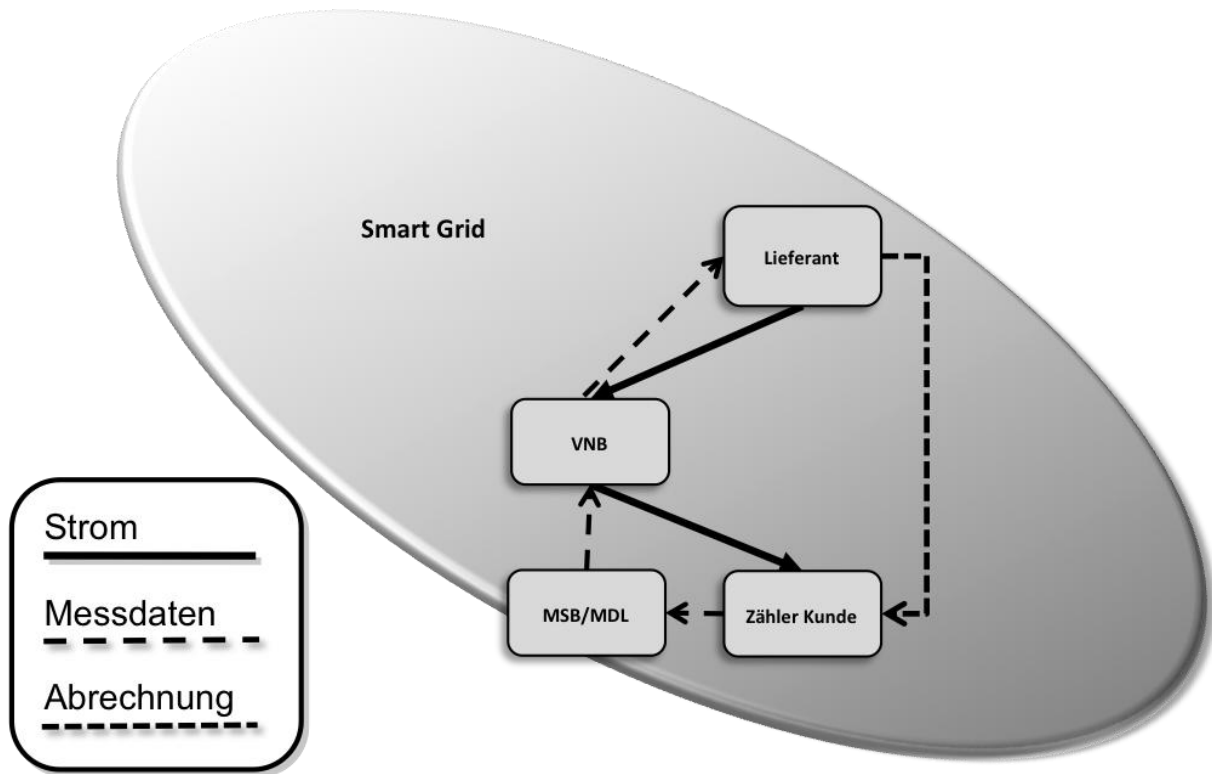 Smart Grid
Lieferant
VNB
MSB/MDL
Zähler Kunde
Strom
Messdaten
Abrechnung